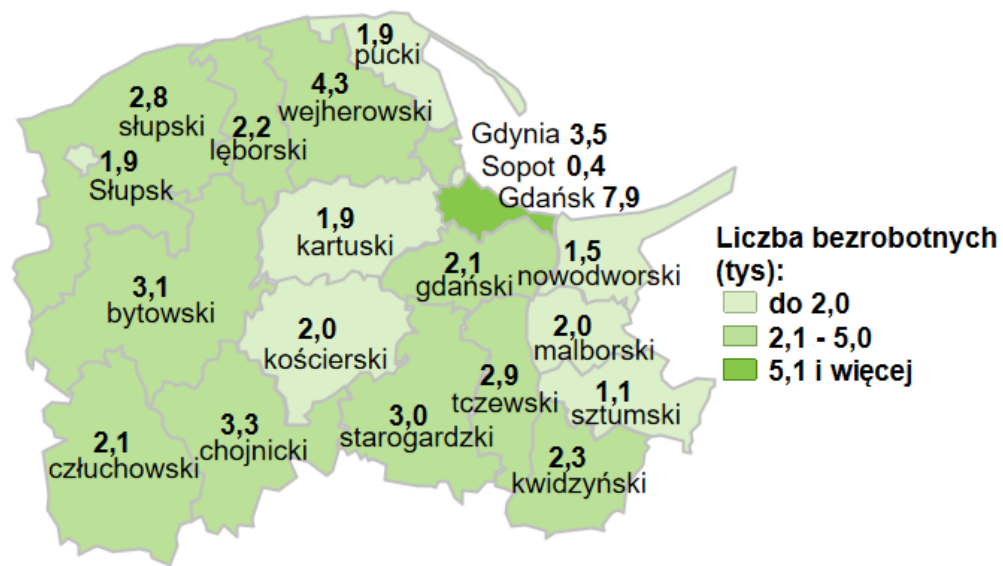 1,9
pucki
2,8
słupski
2,2
lęborski
4,3
wejherowski
1,9
Słupsk
Gdynia 3,5
Sopot 0,4
Gdańsk 7,9
1,9
kartuski
2,1
gdański
1,5
nowodworski
3,1
bytowski
2,0
kościerski
2,0
malborski
2,9
tczewski
1,1
sztumski
2,1
człuchowski
3,3
chojnicki
3,0
starogardzki
2,3
kwidzyński
Liczba bezrobotnych
(tys):
do 2,0
2,1 - 5,0
5,1 i więcej